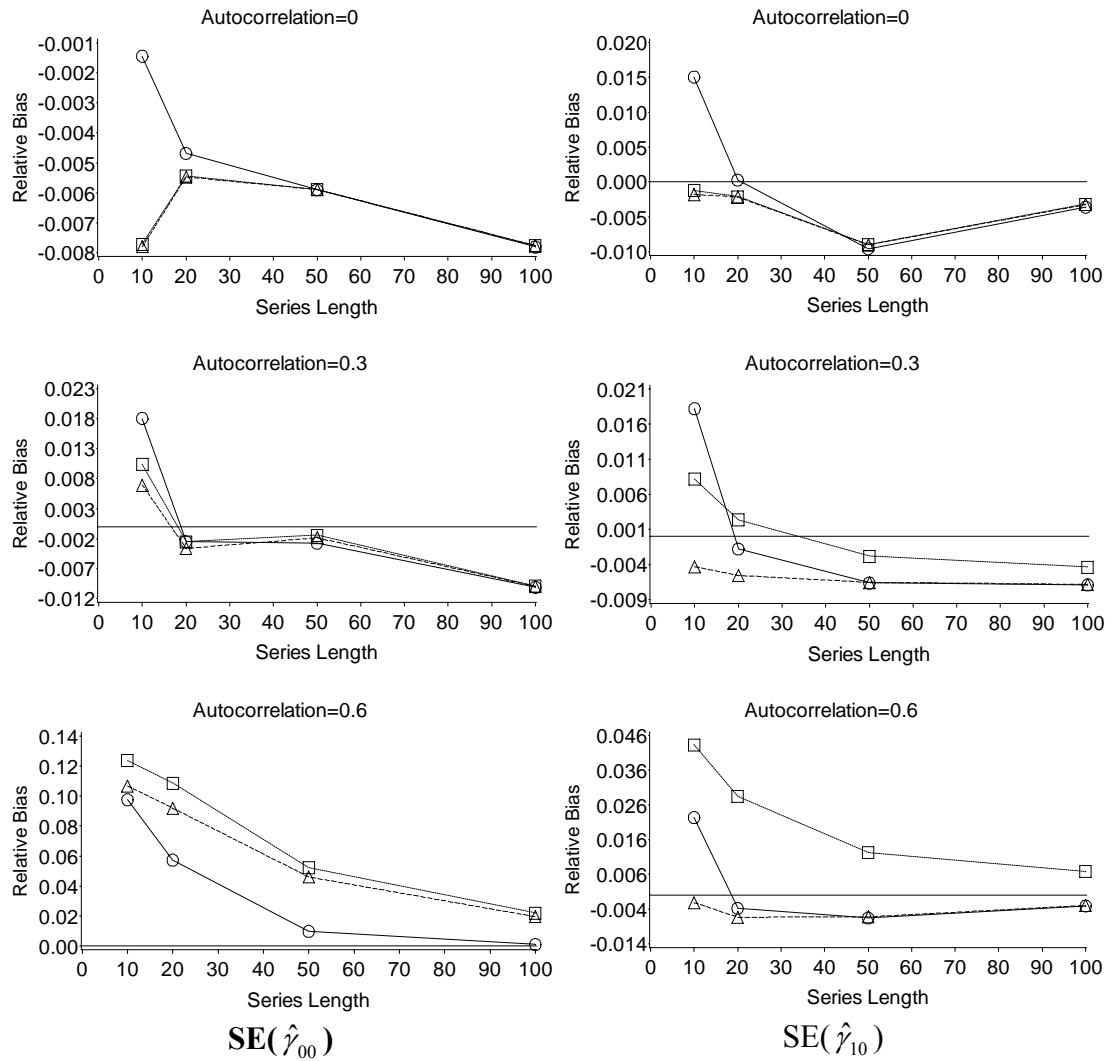 Autocorrelation=0
Relative Bias
-0.001
-0.002
-0.003
-0.004
-0.005
-0.006
-0.007
-0.008
0 10 20 30 40 50 60 70 80 90 100
Series Length
Autocorrelation=0
Relative Bias
0.020
0.015
0.010
0.005
0.000
-0.005
-0.010
0 10 20 30 40 50 60 70 80 90 100
Series Length
Autocorrelation=0.3
Relative Bias
0.023
0.018
0.013
0.008
0.003
-0.002
-0.007
-0.012
0 10 20 30 40 50 60 70 80 90 100
Series Length
Autocorrelation=0.3
Relative Bias
0.021
0.016
0.011
0.006
0.001
-0.004
-0.009
0 10 20 30 40 50 60 70 80 90 100
Series Length
Autocorrelation=0.6
Relative Bias
0.14
0.12
0.10
0.08
0.06
0.04
0.02
0.00
0 10 20 30 40 50 60 70 80 90 100
Series Length
SE(γ̂₀₀)
Autocorrelation=0.6
Relative Bias
0.046
0.036
0.026
0.016
0.006
-0.004
-0.014
0 10 20 30 40 50 60 70 80 90 100
Series Length
SE(γ̂₁₀)